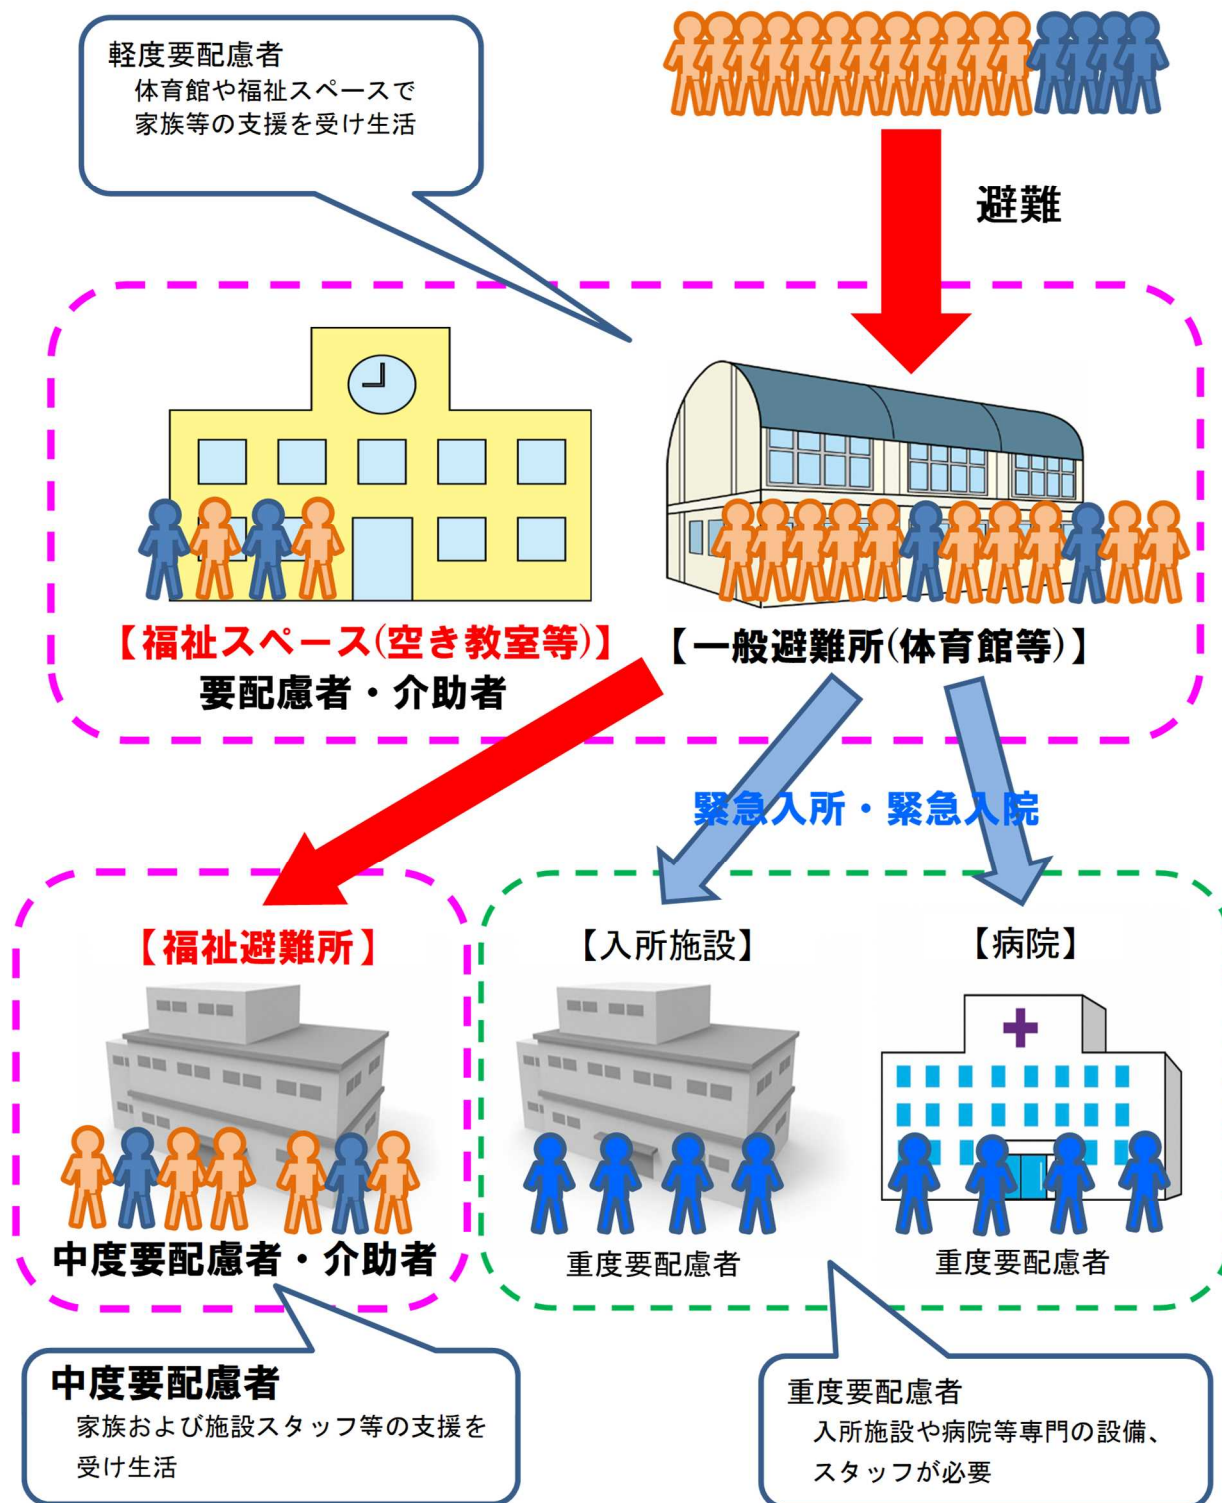 軽度要配慮者
体育館や福祉スペースで
家族等の支援を受け生活
避難
【福祉スペース(空き教室等)】
要配慮者・介助者
【一般避難所(体育館等)】
緊急入所・緊急入院
【福祉避難所】
【入所施設】
【病院】
中度要配慮者・介助者
重度要配慮者
重度要配慮者
中度要配慮者
家族および施設スタッフ等の支援を
受け生活
重度要配慮者
入所施設や病院等専門の設備、
スタッフが必要